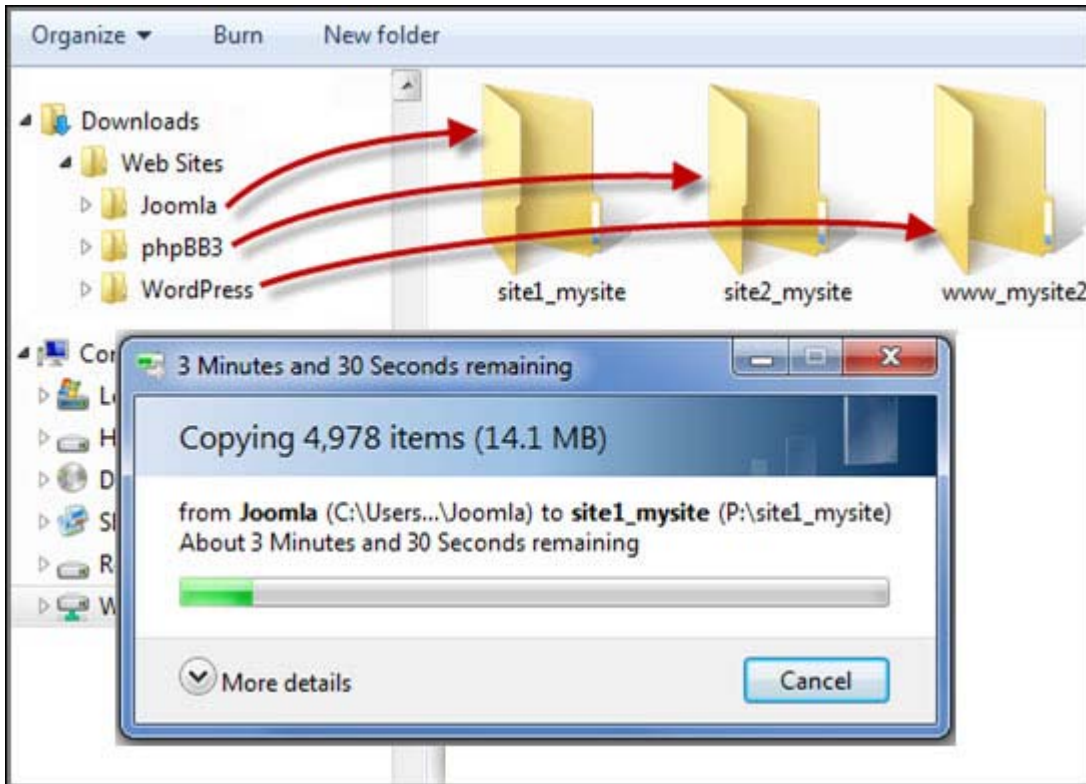 Organize Burn New folder
Downloads
Web Sites
Joomla
phpBB3
WordPress
site1_mysite site2_mysite www_mysite2
3 Minutes and 30 Seconds remaining
Copying 4,978 items (14.1 MB)
from Joomla (C:\Users...\Joomla) to site1_mysite (P:\site1_mysite)
About 3 Minutes and 30 Seconds remaining
More details
Cancel